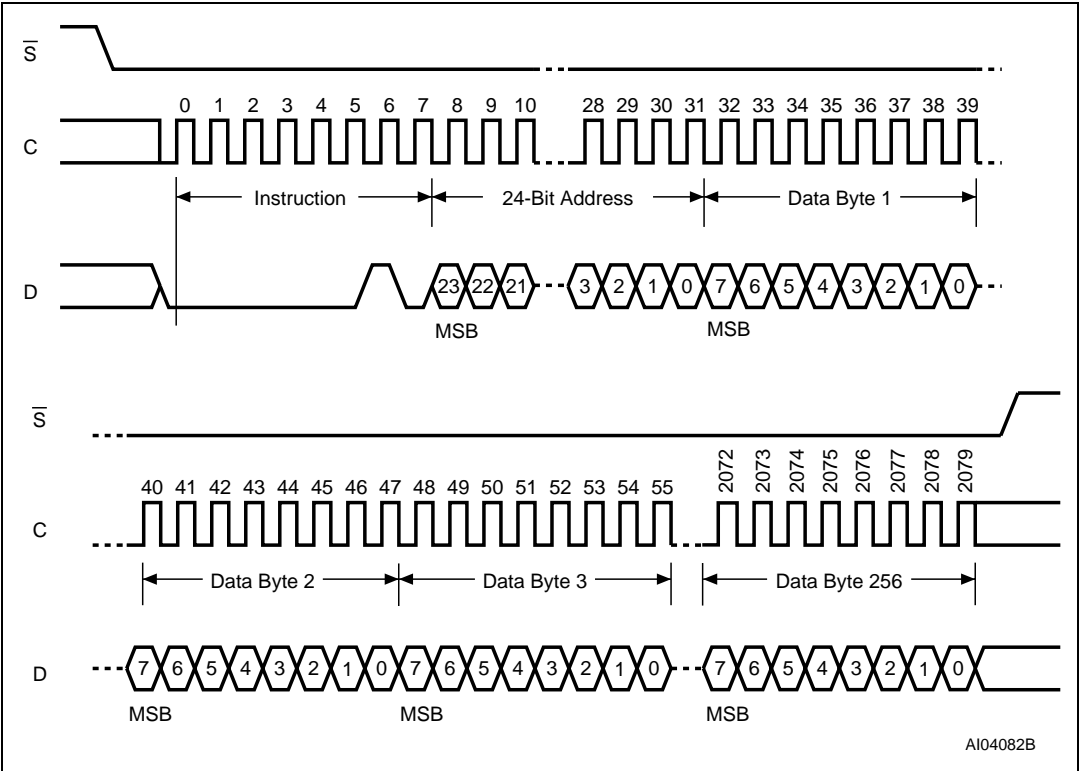 S̅
0 1 2 3 4 5 6 7 8 9 10 28 29 30 31 32 33 34 35 36 37 38 39
C
Instruction 24-Bit Address Data Byte 1
D 23 22 21 3 2 1 0 7 6 5 4 3 2 1 0
MSB MSB
S̅
2072 2073 2074 2075 2076 2077 2078 2079
40 41 42 43 44 45 46 47 48 49 50 51 52 53 54 55
C
Data Byte 2 Data Byte 3 Data Byte 256
D 7 6 5 4 3 2 1 0 7 6 5 4 3 2 1 0 7 6 5 4 3 2 1 0
MSB MSB MSB
AI04082B